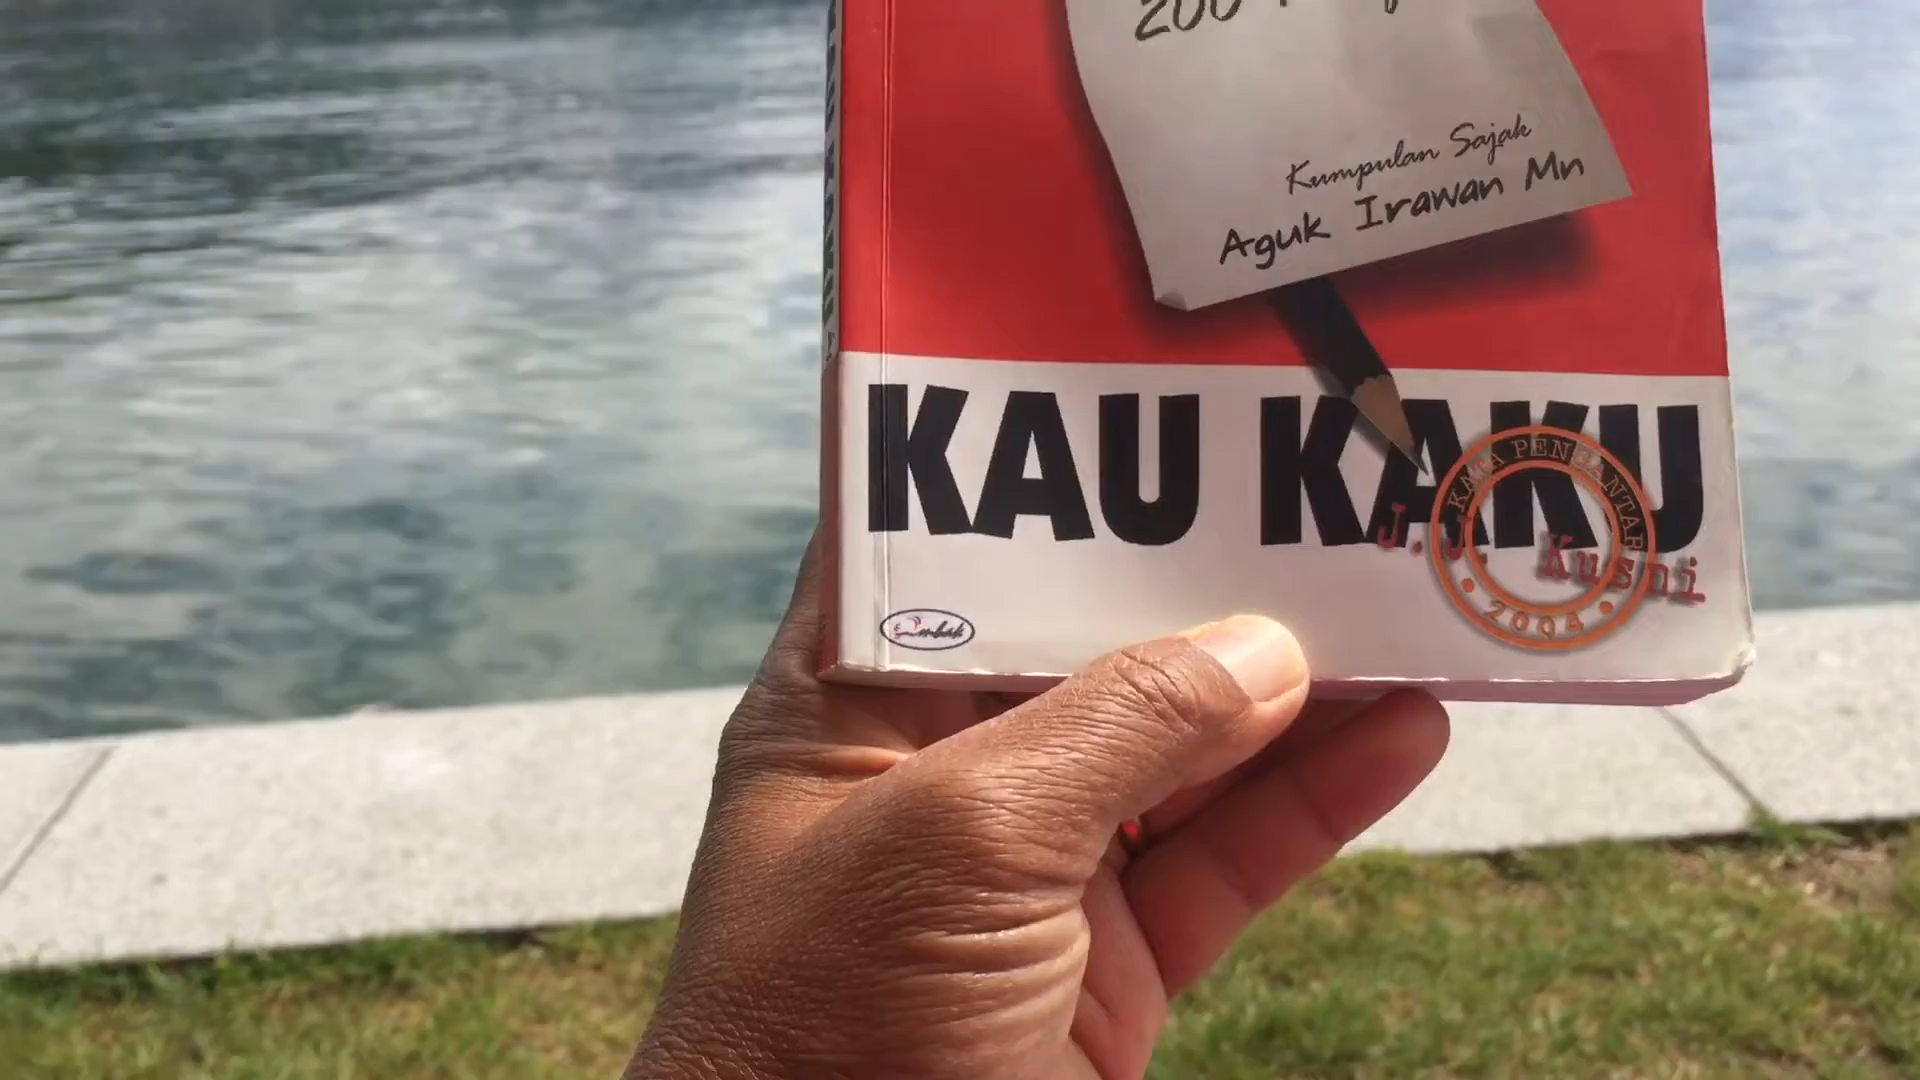 Kumpulan Sajak
Aguk Irawan Mn
KAU KAKU
KATA PENGANTAR
J.J. Kusni
2004